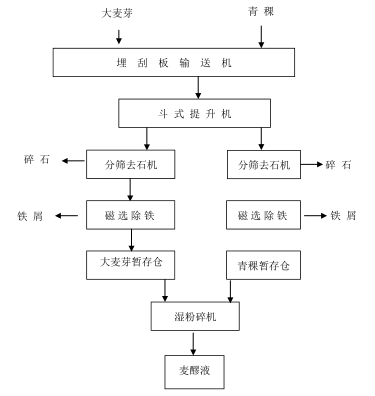 大麦芽 青 稞
埋 刮 板 输 送 机
斗 式 提 升 机
碎 石 分筛去石机 分筛去石机 碎 石
铁 屑 磁 选 除 铁 磁 选 除 铁 铁 屑
大麦芽暂存仓 青稞暂存仓
湿粉碎机
麦醪液